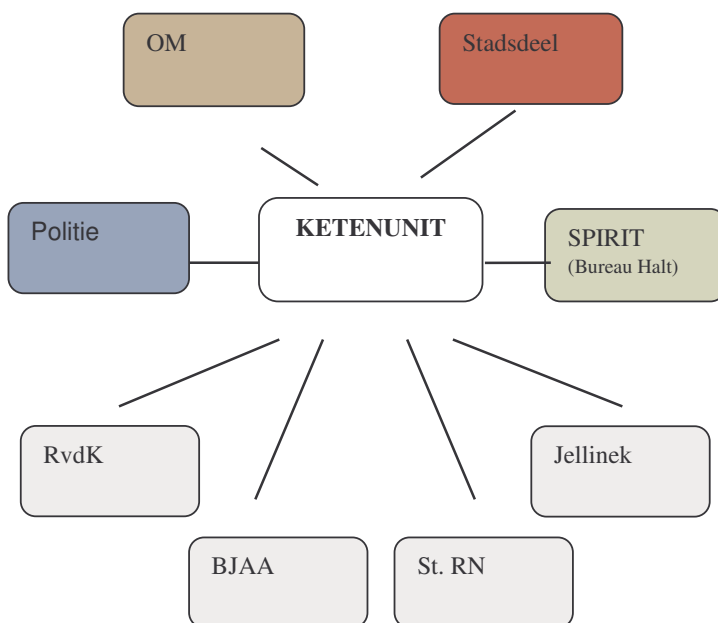 OM
Stadsdeel
Politie
KETENUNIT
SPIRIT
(Bureau Halt)
RvdK
Jellinek
BJAA
St. RN